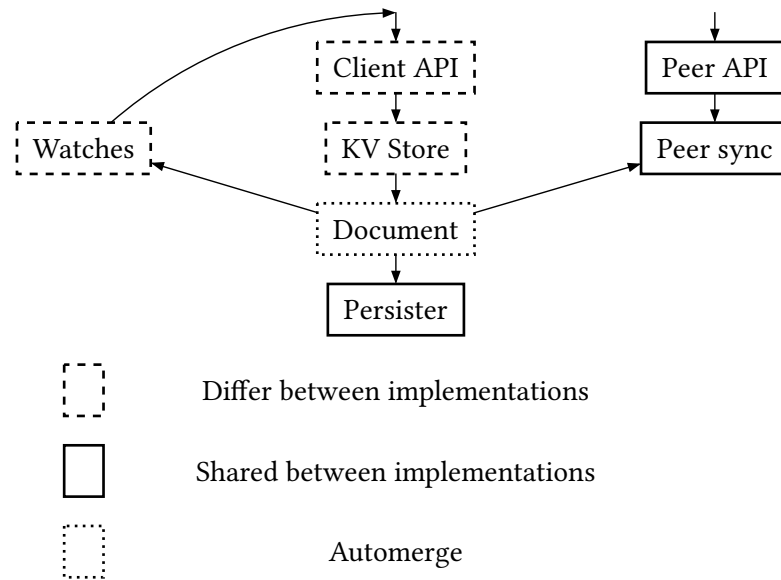 Client API
Peer API
Watches
KV Store
Peer sync
Document
Persister
Differ between implementations
Shared between implementations
Automerge